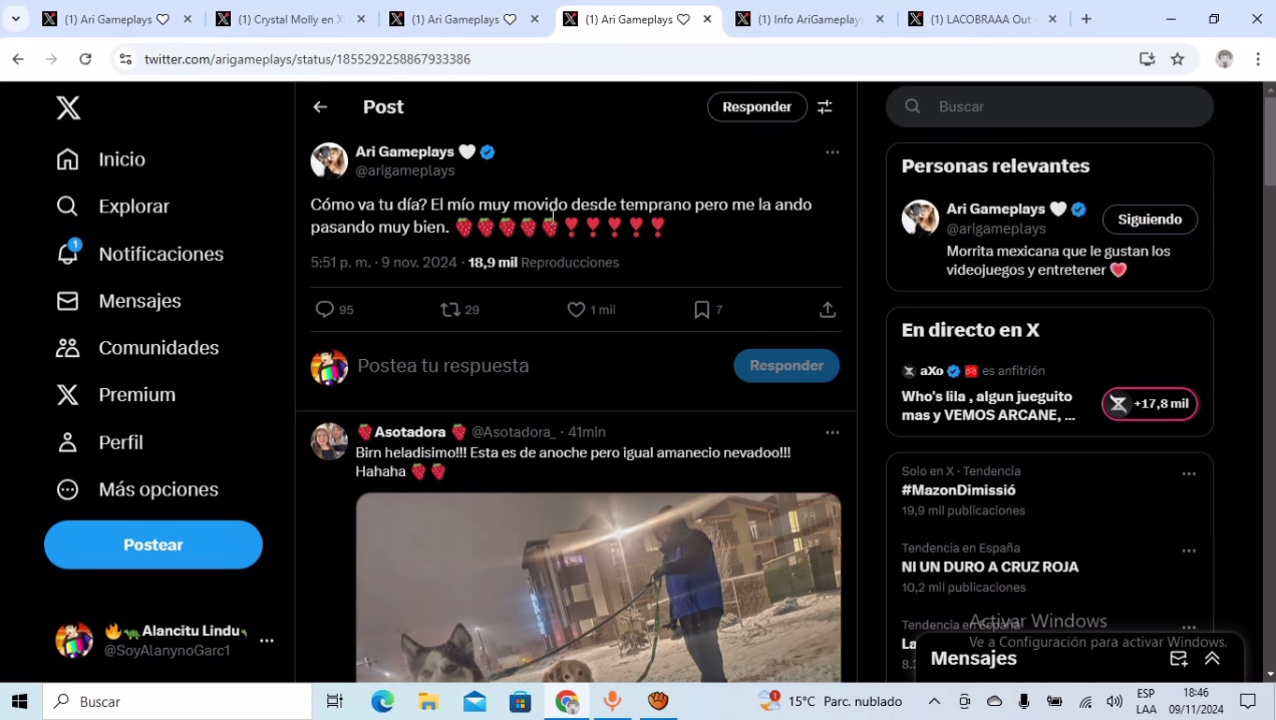 (1) Ari Gameplays 🤍
(1) Crystal Molly en X
(1) Ari Gameplays 🤍
(1) Ari Gameplays 🤍
(1) Info AriGameplays
(1) LACOBRAAA Out
twitter.com/arigameplays/status/1855292258867933386
Inicio
Explorar
1
Notificaciones
Mensajes
Comunidades
Premium
Perfil
Más opciones
Postear
🔥🦎Alancitu Lindu
@SoyAlanynoGarc1
Post
Responder
Ari Gameplays 🤍
@arigameplays
Cómo va tu día? El mío muy movido desde temprano pero me la ando
pasando muy bien. 🍓🍓🍓🍓🍓❣️❣️❣️❣️❣️
5:51 p. m. · 9 nov. 2024 · 18,9 mil Reproducciones
95 29 1 mil 7
Postea tu respuesta
Responder
🍓Asotadora 🍓 @Asotadora_ · 41min
Birn heladisimo!!! Esta es de anoche pero igual amanecio nevadoo!!!
Hahaha 🍓 🍓
Buscar
Personas relevantes
Ari Gameplays 🤍
@arigameplays
Siguiendo
Morrita mexicana que le gustan los
videojuegos y entretener 💗
En directo en X
aXo es anfitrión
Who's lila , algun jueguito
mas y VEMOS ARCANE, ...
+17,8 mil
Solo en X · Tendencia
#MazonDimissió
19,9 mil publicaciones
Tendencia en España
NI UN DURO A CRUZ ROJA
10,2 mil publicaciones
Tendencia en España
La
8.3
Activar Windows
Ve a Configuración para activar Windows.
Mensajes
Buscar
1
15°C Parc. nublado
ESP
LAA
18:46
09/11/2024